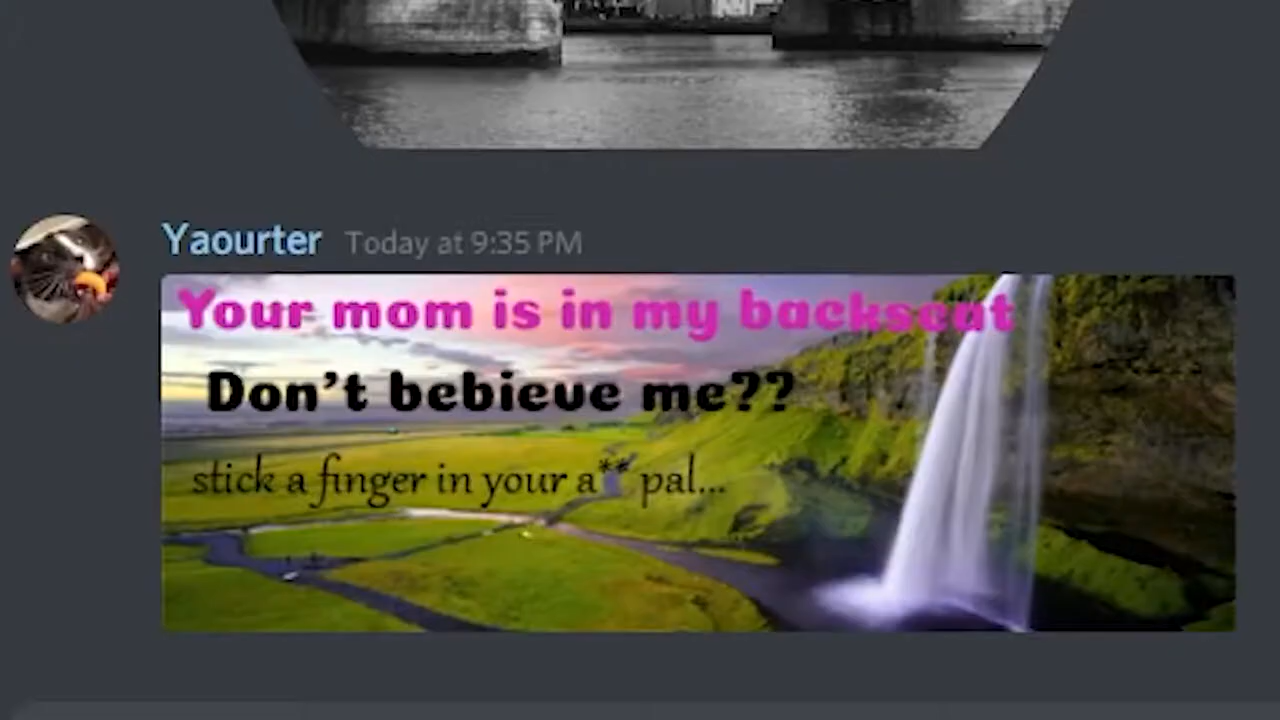 Yaourter Today at 9:35 PM
Your mom is in my backseat
Don't bebieve me??
stick a finger in your a** pal...